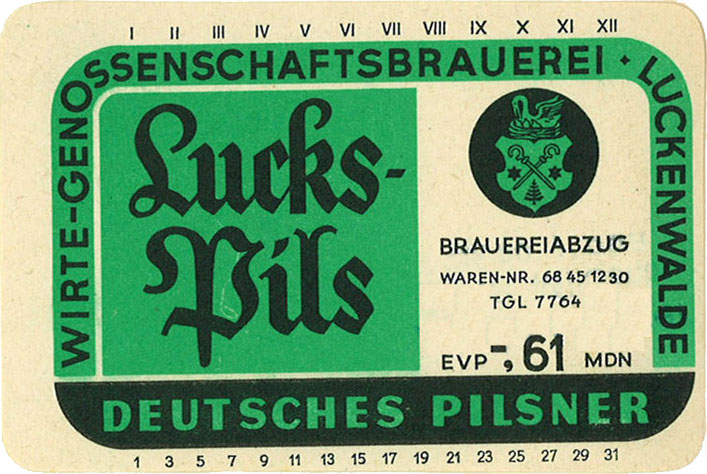 I II III IV V VI VII VIII IX X XI XII
WIRTE-GENOSSENSCHAFTSBRAUEREI · LUCKENWALDE
Lucks-
Pils
BRAUEREIABZUG
WAREN-NR. 68 45 1230
TGL 7764
EVP -,61 MDN
DEUTSCHES PILSNER
1 3 5 7 9 11 13 15 17 19 21 23 25 27 29 31